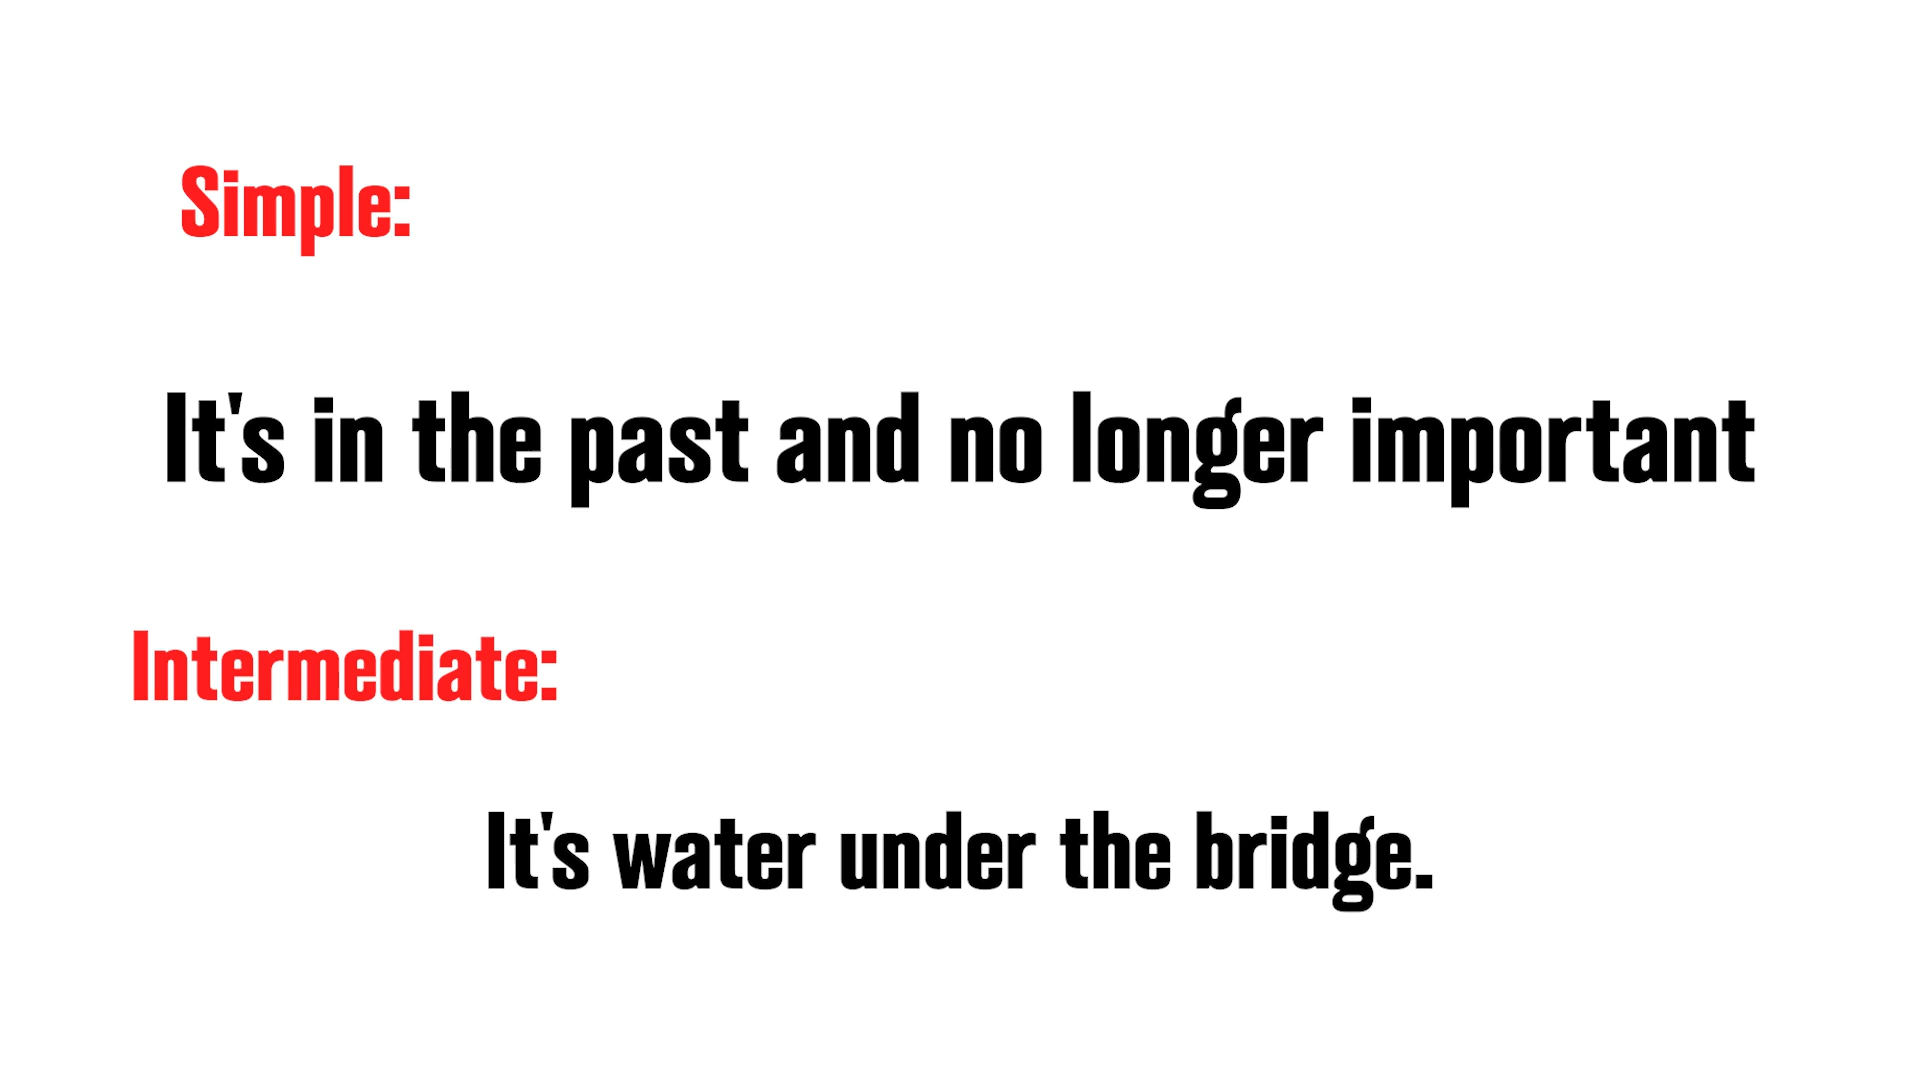 Simple:
It's in the past and no longer important
Intermediate:
It's water under the bridge.